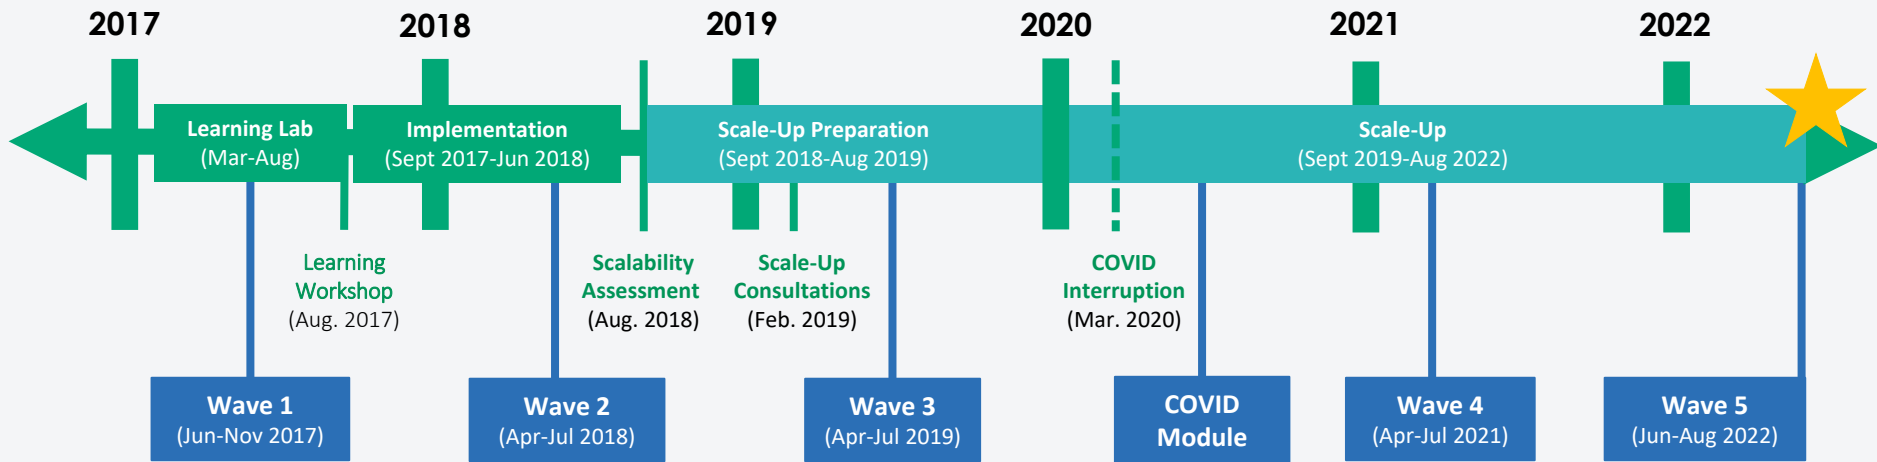 2017
2018
2019
2020
2021
2022
Learning Lab
(Mar-Aug)
Implementation
(Sept 2017-Jun 2018)
Scale-Up Preparation
(Sept 2018-Aug 2019)
Scale-Up
(Sept 2019-Aug 2022)
Learning
Workshop
(Aug. 2017)
Scalability
Assessment
(Aug. 2018)
Scale-Up
Consultations
(Feb. 2019)
COVID
Interruption
(Mar. 2020)
Wave 1
(Jun-Nov 2017)
Wave 2
(Apr-Jul 2018)
Wave 3
(Apr-Jul 2019)
COVID
Module
Wave 4
(Apr-Jul 2021)
Wave 5
(Jun-Aug 2022)